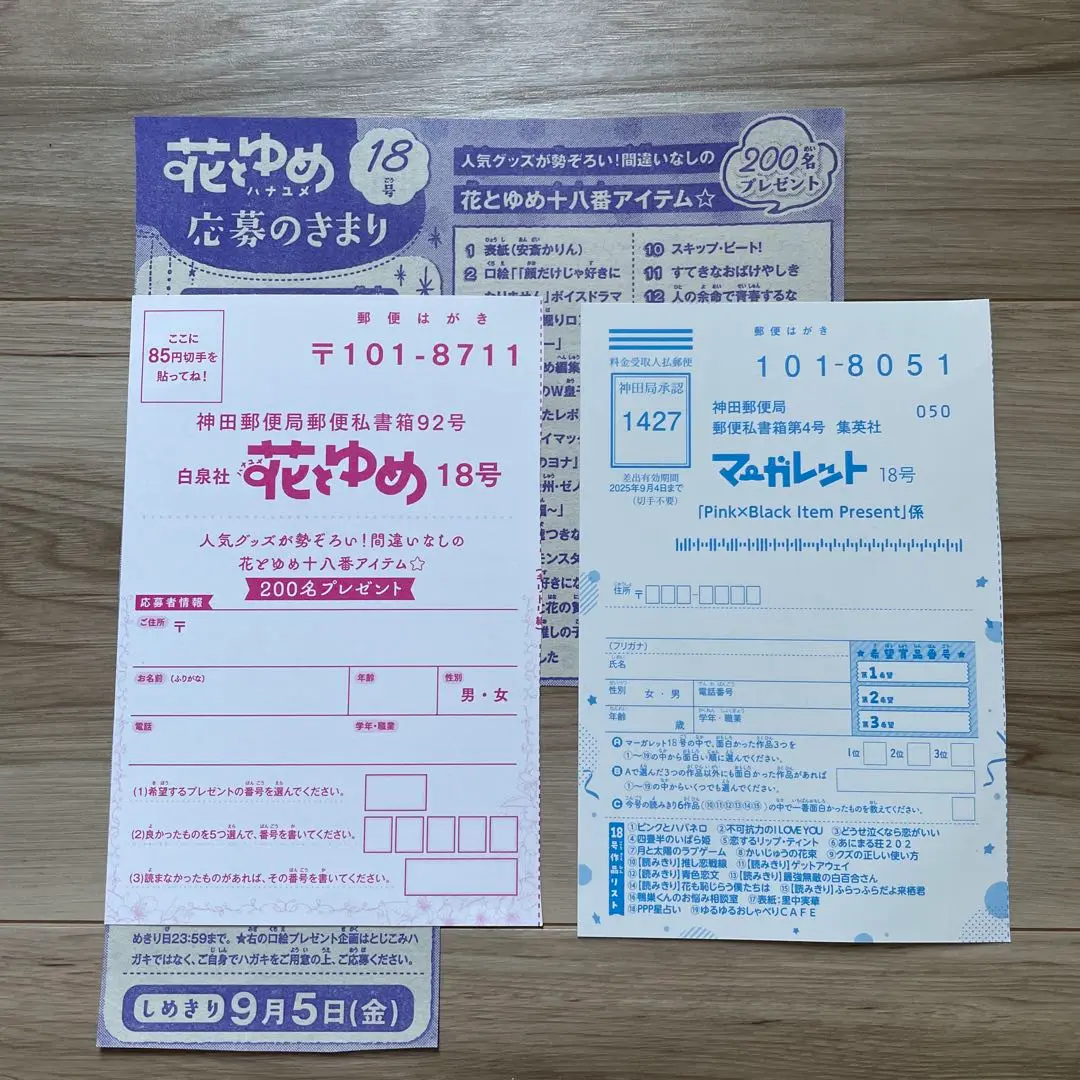 花とゆめ
ハナユメ
18号
応募のきまり
人気グッズが勢ぞろい!間違いなしの
花とゆめ十八番アイテム☆
200名
プレゼント
1 表紙(安斎かりん)
2 口絵「「顔だけじゃ好きに
なりません」ボイスドラマ
10 スキップ・ビート!
11 すてきなおばけやしき
12 人の余命で青春するな
めきり日23:59まで。★右の口絵プレゼント企画はとじこみハ
ガキではなく、ご自身でハガキをご用意の上、ご応募ください。
しめきり 9月5日(金)
ここに
85円切手を
貼ってね!
郵便はがき
〒101-8711
神田郵便局郵便私書箱92号
白泉社 花とゆめ 18号
ハナユメ
人気グッズが勢ぞろい!間違いなしの
花とゆめ十八番アイテム☆
200名プレゼント
応募者情報
ご住所 〒
お名前 (ふりがな)
年齢
性別
男・女
電話
学年・職業
(1)希望するプレゼントの番号を選んでください。
(2)良かったものを5つ選んで、番号を書いてください。
(3)読まなかったものがあれば、その番号を書いてください。
郵便はがき
料金受取人払郵便
神田局承認
1427
差出有効期間
2025年9月4日まで
(切手不要)
101-8051
050
神田郵便局
郵便私書箱第4号 集英社
マーガレット 18号
「Pink×Black Item Present」係
住所 〒
(フリガナ)
氏名
性別 女・男
電話番号
年齢 歳
学年・職業
★希望賞品番号★
第1希望
第2希望
第3希望
A マーガレット18号の中で、面白かった作品3つを
①〜⑲の中から面白い順に選んでください。
1位 2位 3位
B Aで選んだ3つの作品以外にも面白かった作品があれば
①〜⑲の中からいくつでも選んでください。
C 今号の読みきり6作品(⑩⑪⑫⑬⑭⑮)の中で一番面白かったものを教えてください。
18号作品リスト
①ピンクとハバネロ ②不可抗力のI LOVE YOU ③どうせ泣くなら恋がいい
④四畳半のいばら姫 ⑤恋するリップ・ティント ⑥あにまる荘202
⑦月と太陽のラブゲーム ⑧かいじゅうの花束 ⑨クズの正しい使い方
⑩【読みきり】推し恋戦線 ⑪【読みきり】ゲットアウェイ
⑫【読みきり】青色恋文 ⑬【読みきり】最強無敵の白百合さん
⑭【読みきり】花も恥じらう僕たちは ⑮【読みきり】ふらっふらだよ来栖君
⑯鴨巣くんのお悩み相談室 ⑰表紙:里中実華
⑱PPP星占い ⑲ゆるゆるおしゃべりCAFE